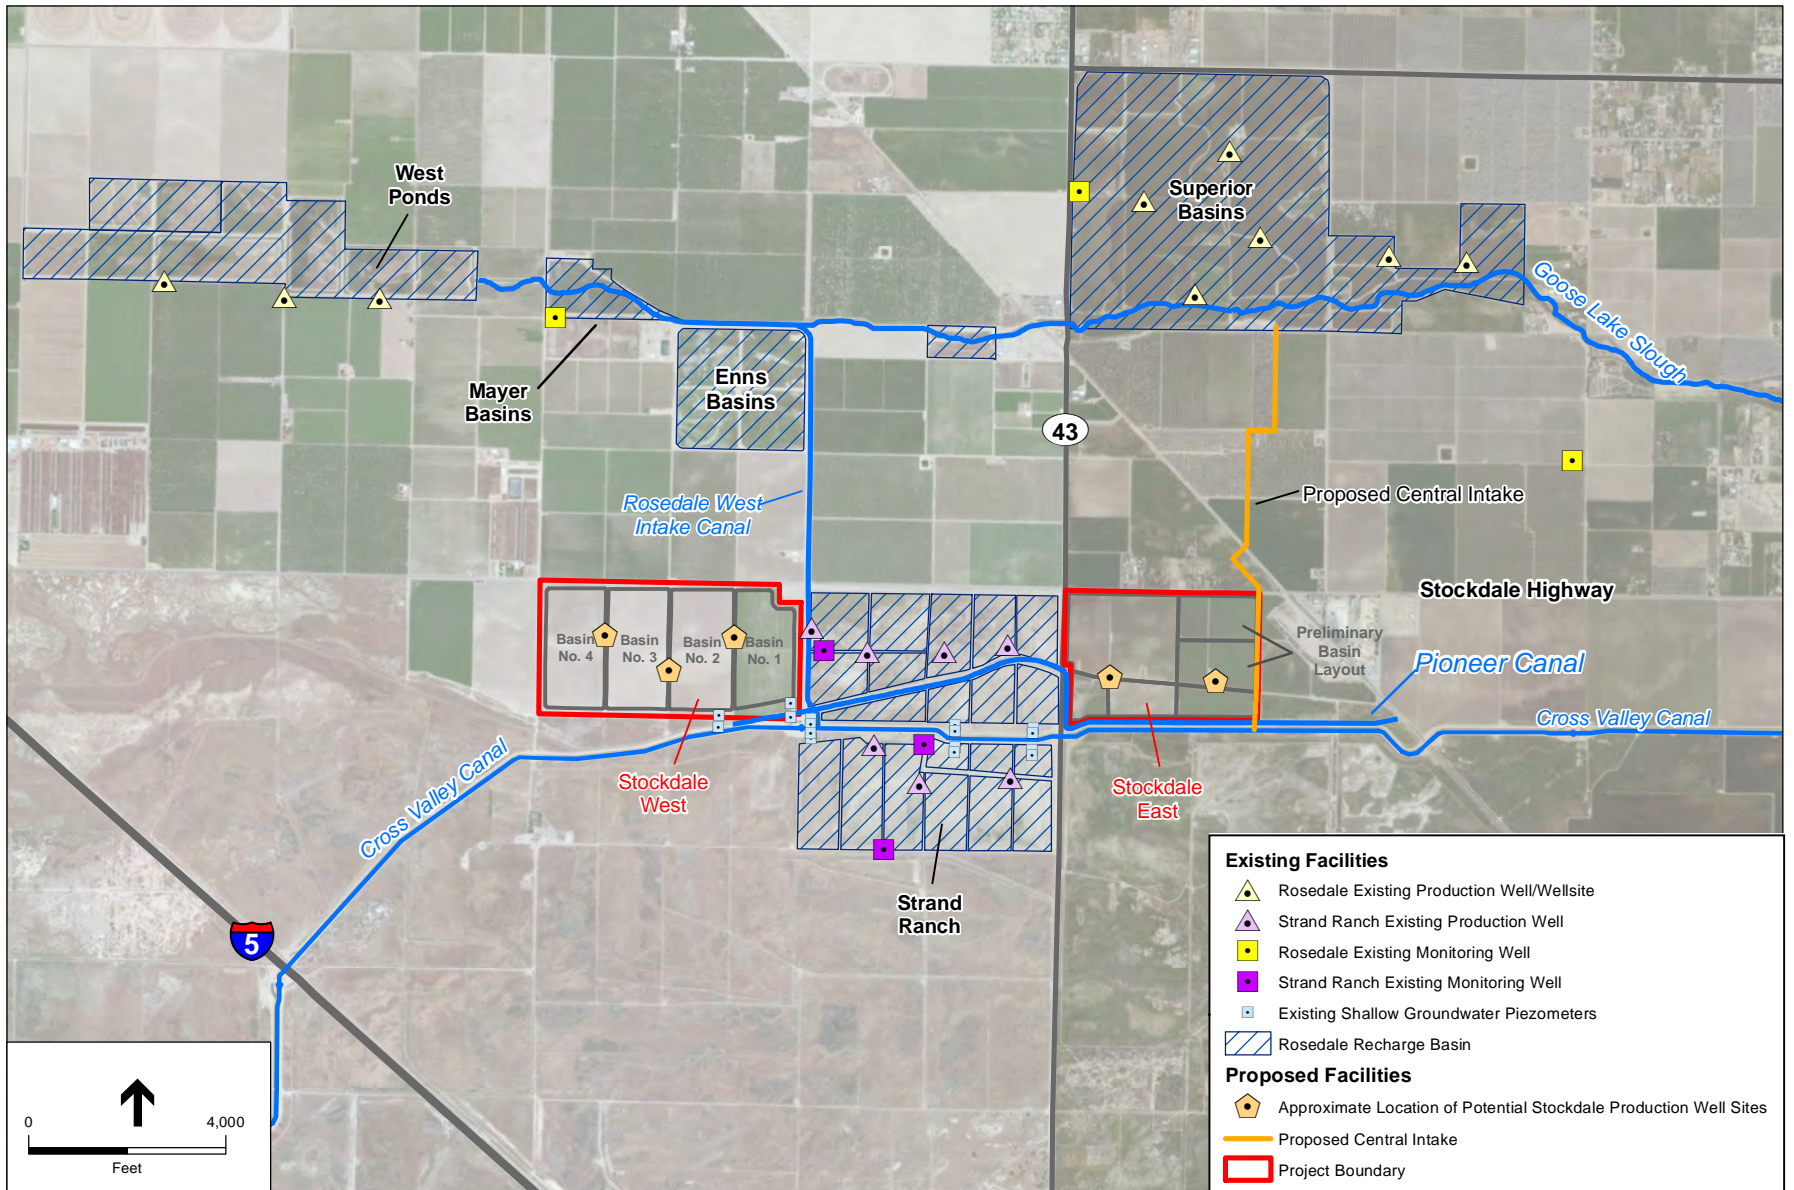 West
Ponds
Superior
Basins
Goose Lake Slough
Mayer
Basins
Enns
Basins
43
Rosedale West
Intake Canal
Proposed Central Intake
Stockdale Highway
Basin
No. 4
Basin
No. 3
Basin
No. 2
Basin
No. 1
Preliminary
Basin
Layout
Pioneer Canal
Cross Valley Canal
Cross Valley Canal
Stockdale
West
Stockdale
East
Strand
Ranch
5
0
4,000
Feet
Existing Facilities
Rosedale Existing Production Well/Wellsite
Strand Ranch Existing Production Well
Rosedale Existing Monitoring Well
Strand Ranch Existing Monitoring Well
Existing Shallow Groundwater Piezometers
Rosedale Recharge Basin
Proposed Facilities
Approximate Location of Potential Stockdale Production Well Sites
Proposed Central Intake
Project Boundary